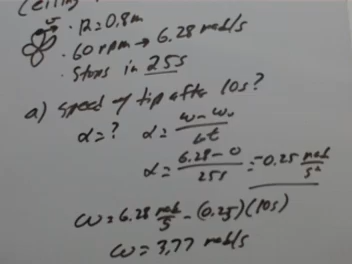 (ceiling
· R=0.8m
· 60 rpm → 6.28 rad/s
· Stops in 25s
a) speed of tip after 10s?
α=? α= ω-ω₀ / Δt
α= 6.28-0 / 25s = -0.25 rad/s²
ω=6.28 rad/s -(0.25)(10s)
ω=3.77 rad/s